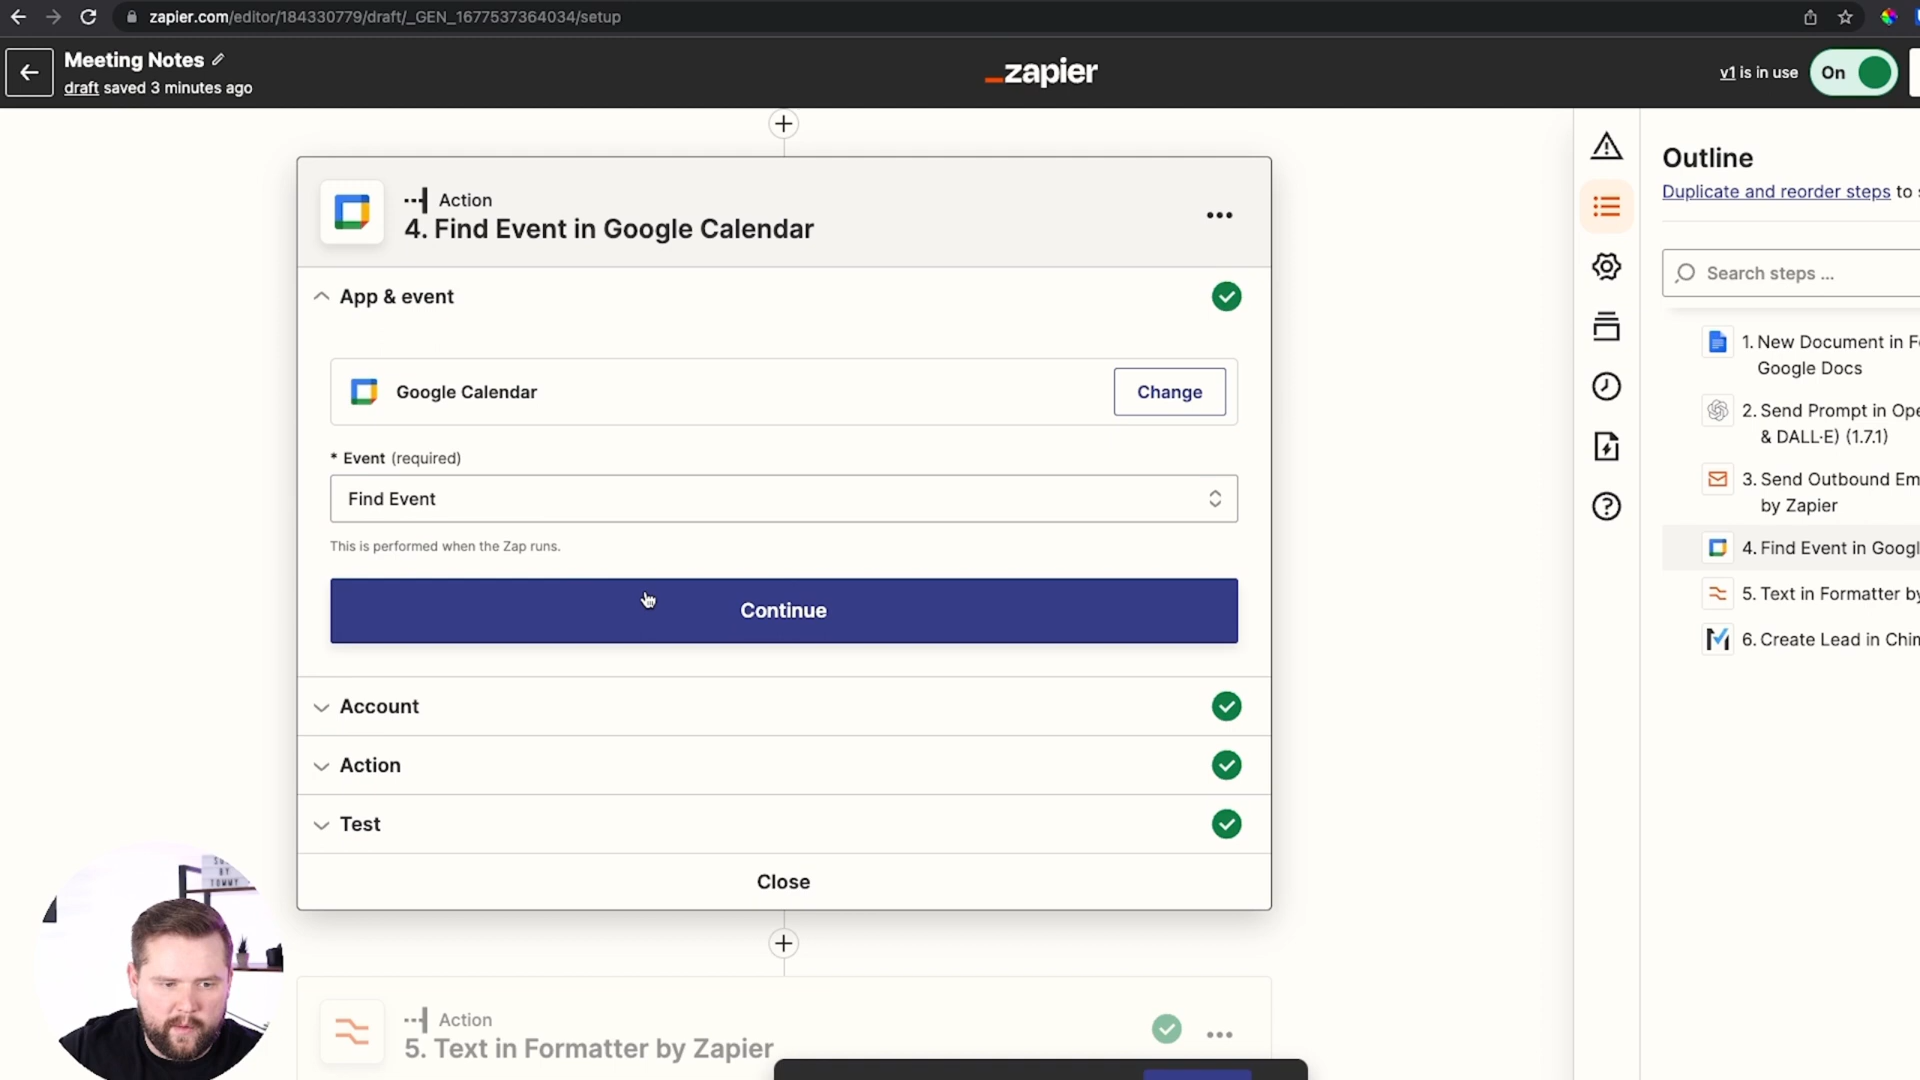 zapier.com/editor/184330779/draft/_GEN_1677537364034/setup
Meeting Notes
draft saved 3 minutes ago
zapier
v1 is in use
On
Action
4. Find Event in Google Calendar
App & event
Google Calendar
Change
* Event (required)
Find Event
This is performed when the Zap runs.
Continue
Account
Action
Test
Close
Action
5. Text in Formatter by Zapier
Outline
Duplicate and reorder steps to
Search steps ...
1. New Document in F
Google Docs
2. Send Prompt in Ope
& DALL·E) (1.7.1)
3. Send Outbound Em
by Zapier
4. Find Event in Googl
5. Text in Formatter by
6. Create Lead in Chi
BY
TOMMY